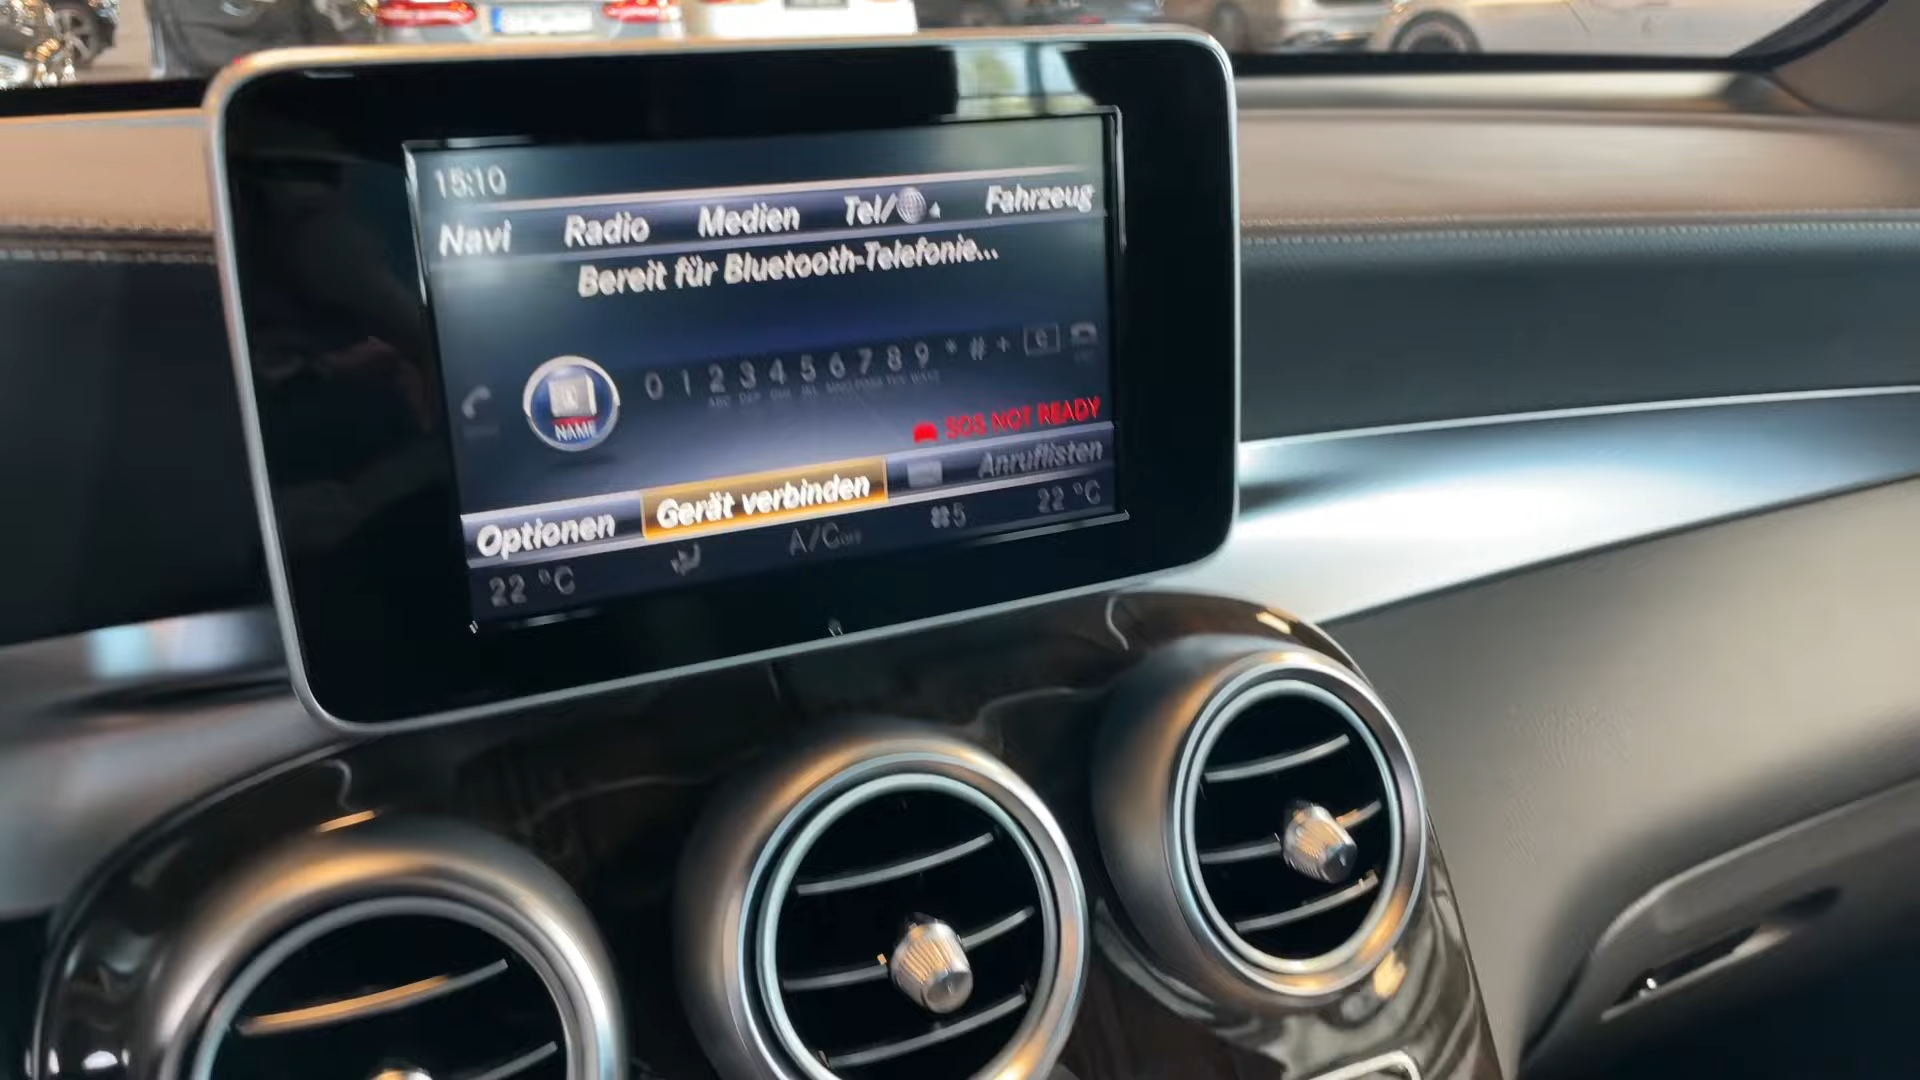 15:10
Navi Radio Medien Tel/ Fahrzeug
Bereit für Bluetooth-Telefonie...
0 1 2 3 4 5 6 7 8 9 * # + C
NAME
SOS NOT READY
Optionen Gerät verbinden Anruflisten
22 °C A/C OFF 5 22 °C